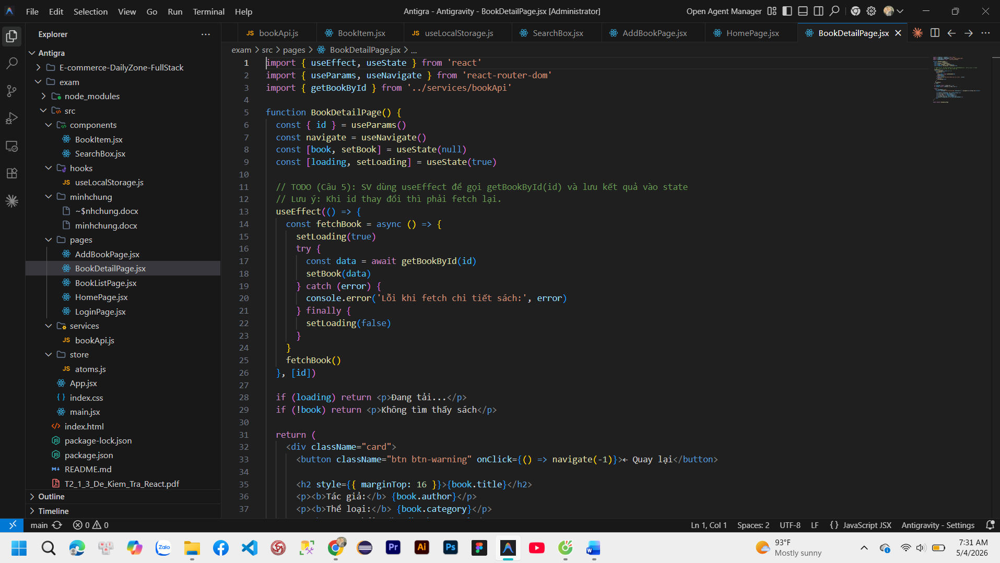 File Edit Selection View Go Run Terminal Help
Antigra - Antigravity - BookDetailPage.jsx [Administrator]
Open Agent Manager
Explorer
Antigra
E-commerce-DailyZone-FullStack
exam
node_modules
src
components
BookItem.jsx
SearchBox.jsx
hooks
JS useLocalStorage.js
minhchung
~$nhchung.docx
minhchung.docx
pages
AddBookPage.jsx
BookDetailPage.jsx
BookListPage.jsx
HomePage.jsx
LoginPage.jsx
services
JS bookApi.js
store
JS atoms.js
App.jsx
{} index.css
main.jsx
index.html
package-lock.json
package.json
README.md
T2_1_3_De_Kiem_Tra_React.pdf
Outline
Timeline
JS bookApi.js BookItem.jsx JS useLocalStorage.js SearchBox.jsx AddBookPage.jsx HomePage.jsx BookDetailPage.jsx
exam > src > pages > BookDetailPage.jsx > ...
1 import { useEffect, useState } from 'react'
2 import { useParams, useNavigate } from 'react-router-dom'
3 import { getBookById } from '../services/bookApi'
4
5 function BookDetailPage() {
6 const { id } = useParams()
7 const navigate = useNavigate()
8 const [book, setBook] = useState(null)
9 const [loading, setLoading] = useState(true)
10
11 // TODO (Câu 5): SV dùng useEffect để gọi getBookById(id) và lưu kết quả vào state
12 // Lưu ý: Khi id thay đổi thì phải fetch lại.
13 useEffect(() => {
14 const fetchBook = async () => {
15 setLoading(true)
16 try {
17 const data = await getBookById(id)
18 setBook(data)
19 } catch (error) {
20 console.error('Lỗi khi fetch chi tiết sách:', error)
21 } finally {
22 setLoading(false)
23 }
24 }
25 fetchBook()
26 }, [id])
27
28 if (loading) return <p>Đang tải...</p>
29 if (!book) return <p>Không tìm thấy sách</p>
30
31 return (
32 <div className="card">
33 <button className="btn btn-warning" onClick={() => navigate(-1)}>← Quay lại</button>
34
35 <h2 style={{ marginTop: 16 }}>{book.title}</h2>
36 <p><b>Tác giả:</b> {book.author}</p>
37 <p><b>Thể loại:</b> {book.category}</p>
main 0 0
Ln 1, Col 1 Spaces: 2 UTF-8 LF {} JavaScript JSX Antigravity - Settings
Zalo
Pr
Ai
Ps
W
93°F
Mostly sunny
7:31 AM
5/4/2026